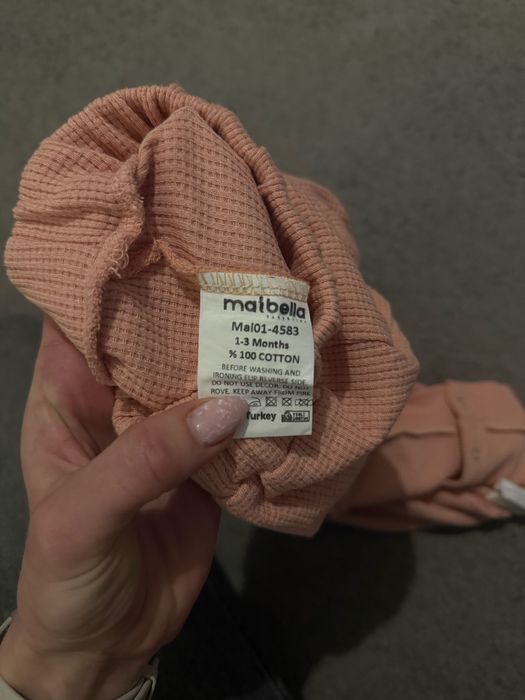 maibella
Mal01-4583
1-3 Months
% 100 COTTON
BEFORE WASHING AND
IRONING FLIP REVERSE SIDE
DO NOT USE DECOR. DO NOT
ROVE. KEEP AWAY FROM FIRE
Turkey